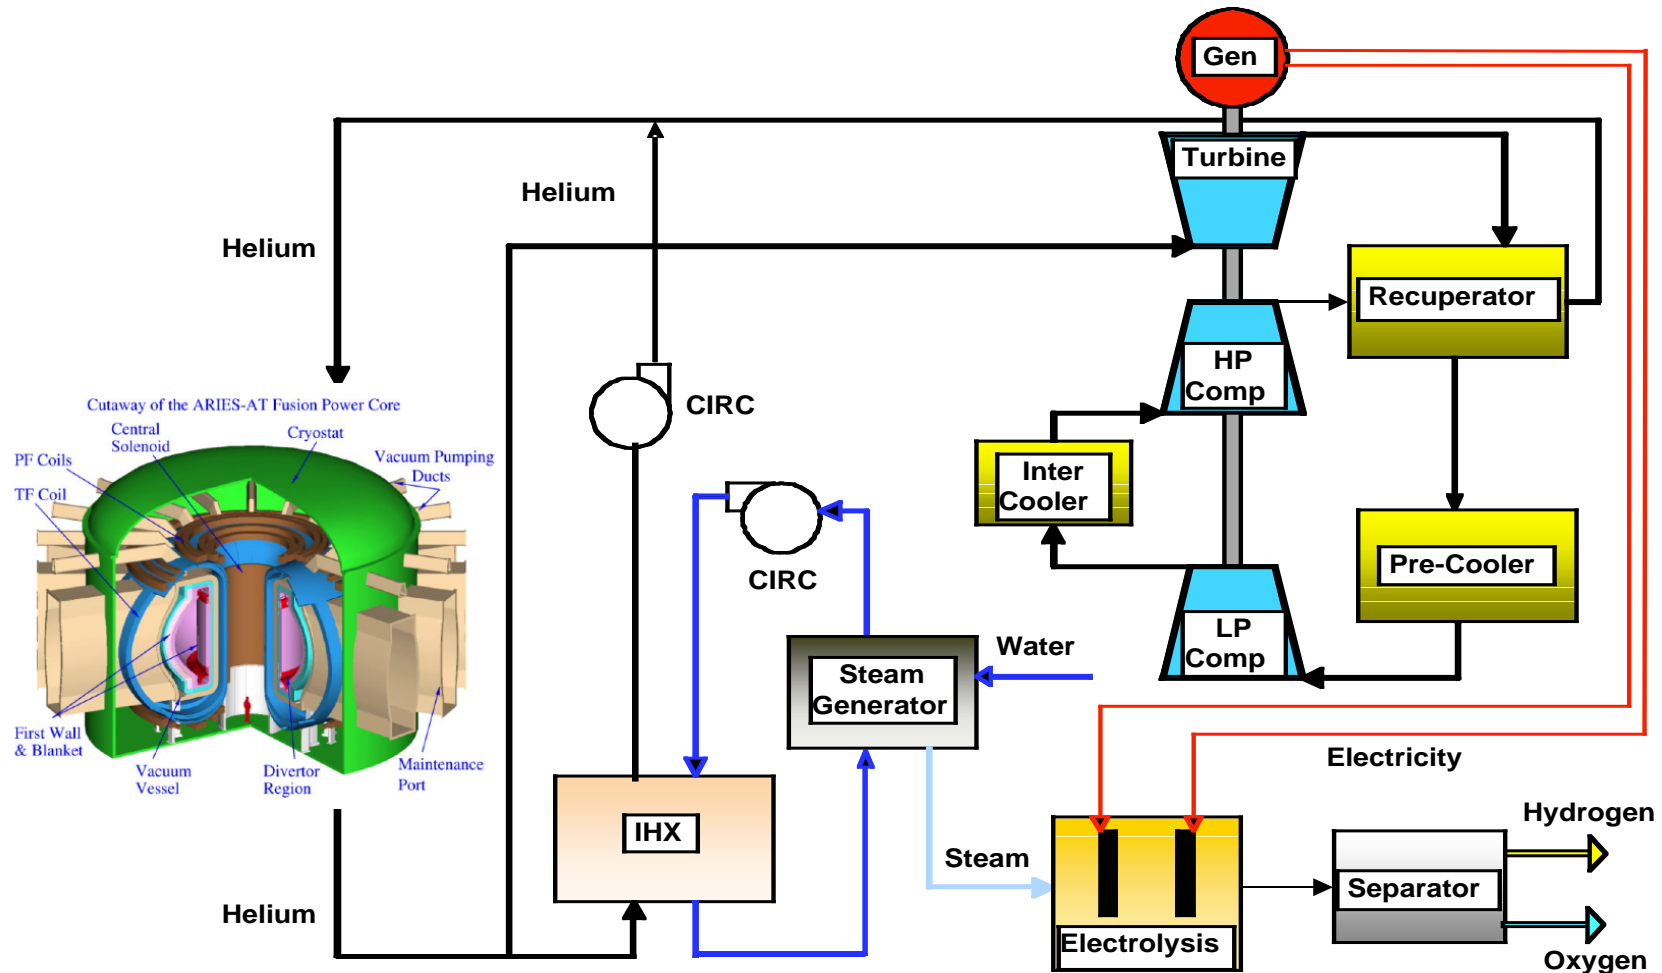 Gen
Turbine
Helium
Helium
Recuperator
HP
Comp
CIRC
Cutaway of the ARIES-AT Fusion Power Core
Central
Solenoid
Cryostat
PF Coils
Vacuum Pumping
Ducts
TF Coil
Inter
Cooler
Pre-Cooler
CIRC
LP
Comp
Water
Steam
Generator
First Wall
& Blanket
Vacuum
Vessel
Divertor
Region
Maintenance
Port
Electricity
IHX
Hydrogen
Steam
Separator
Helium
Electrolysis
Oxygen